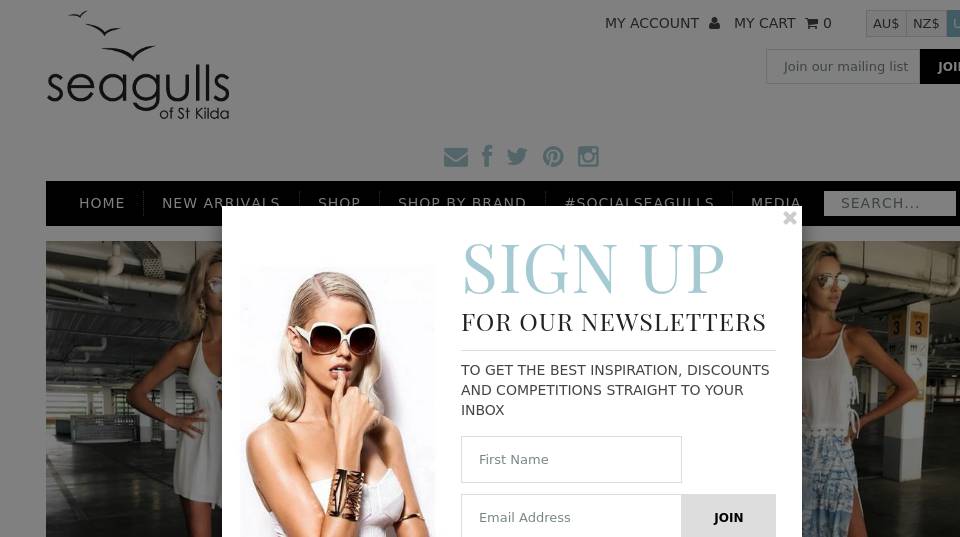 MY ACCOUNT
MY CART 0
AU$ NZ$
Join our mailing list
seagulls
of St Kilda
HOME NEW ARRIVALS SHOP SHOP BY BRAND #SOCIALSEAGULLS MEDIA SEARCH...
SIGN UP
FOR OUR NEWSLETTERS
TO GET THE BEST INSPIRATION, DISCOUNTS
AND COMPETITIONS STRAIGHT TO YOUR
INBOX
First Name
Email Address JOIN
3 3